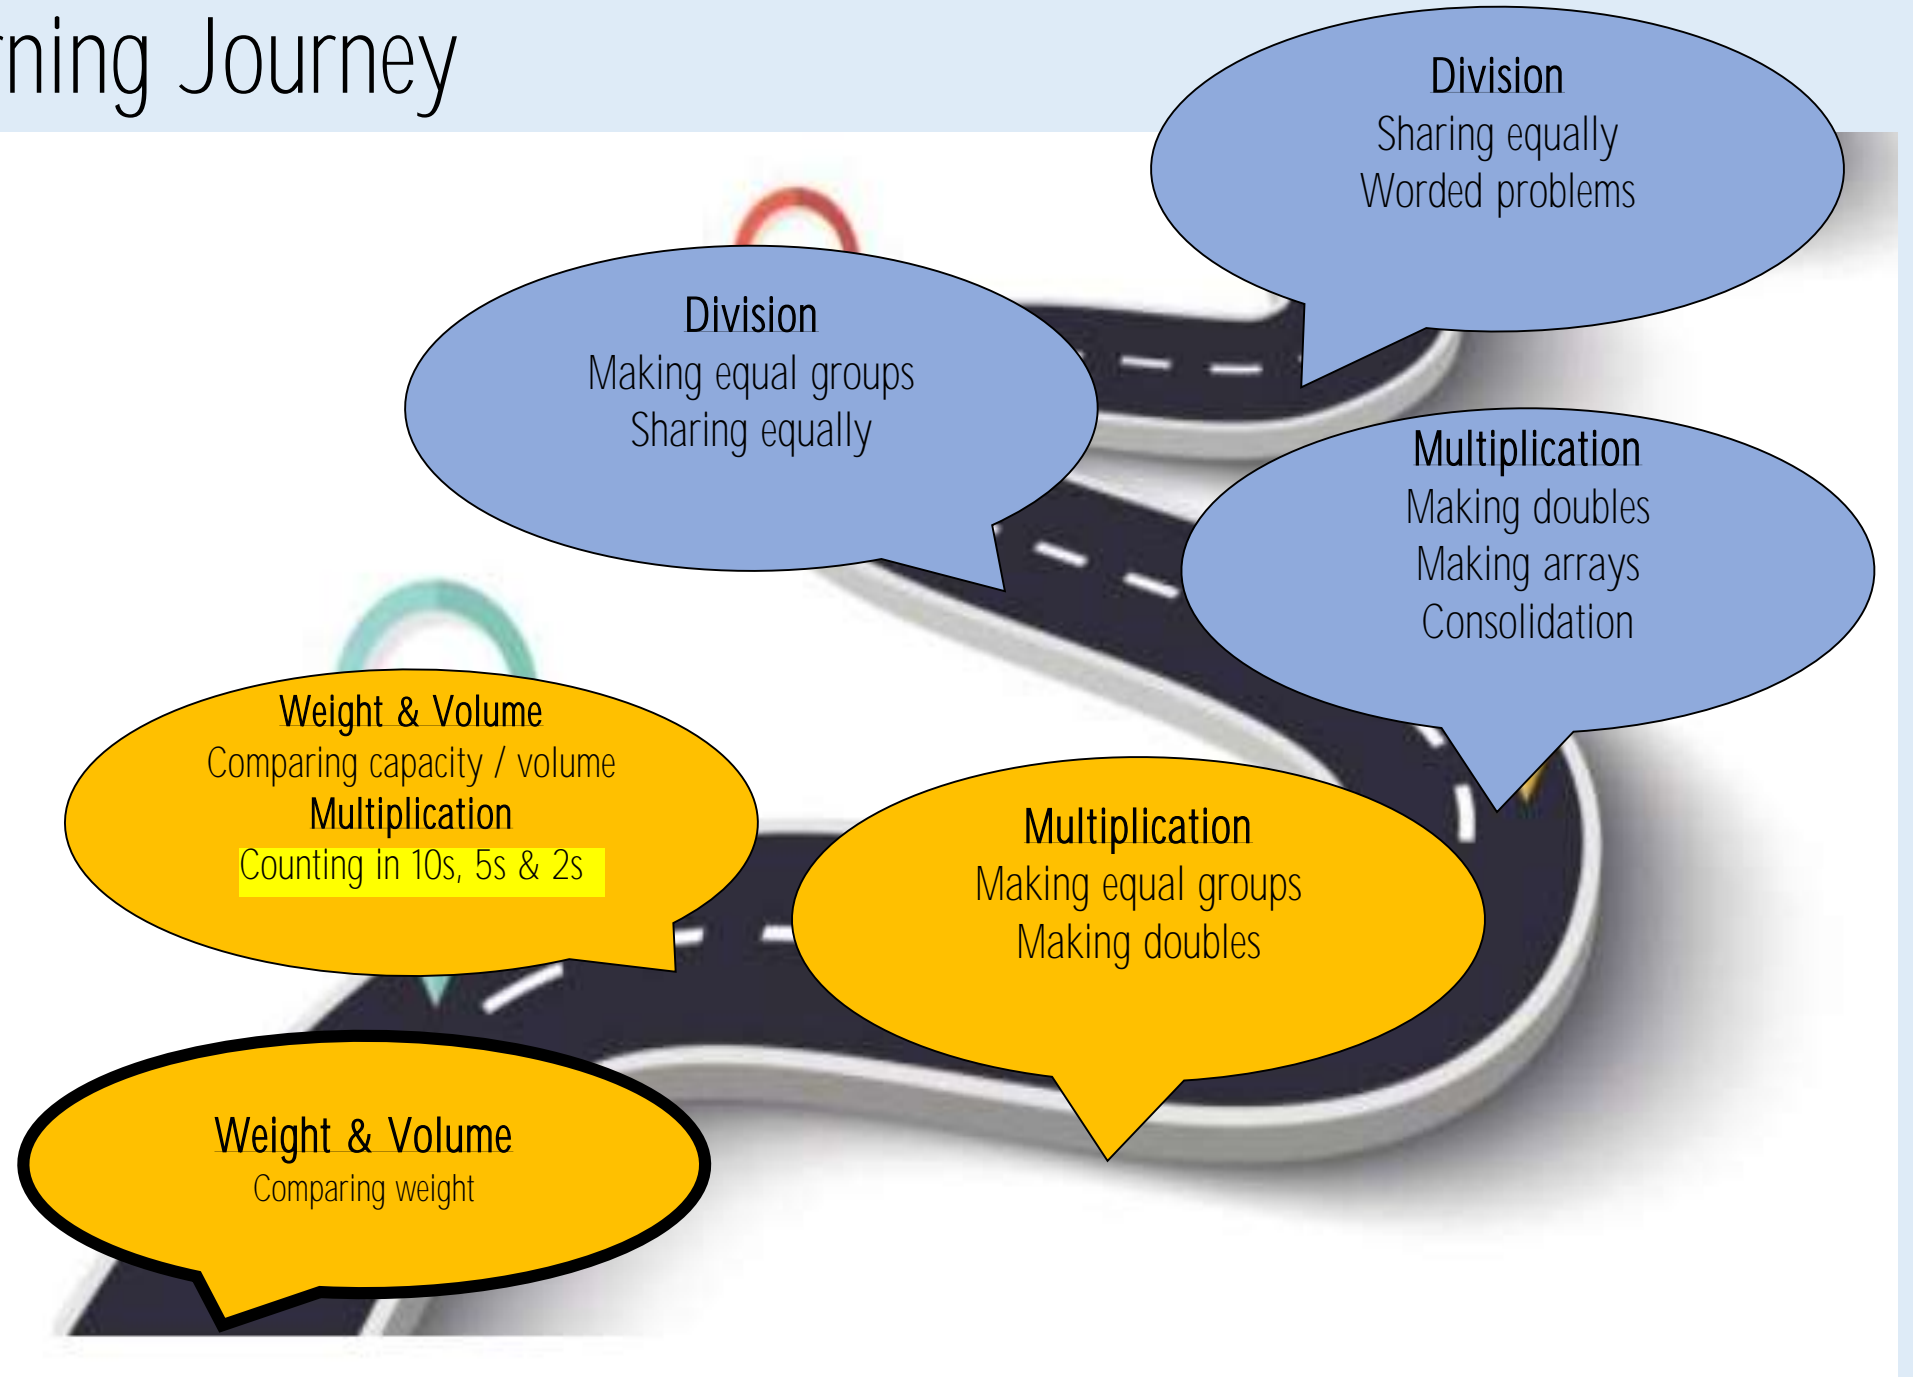 rning Journey
Division
Sharing equally
Worded problems
Division
Making equal groups
Sharing equally
Multiplication
Making doubles
Making arrays
Consolidation
Weight & Volume
Comparing capacity / volume
Multiplication
Counting in 10s, 5s & 2s
Multiplication
Making equal groups
Making doubles
Weight & Volume
Comparing weight